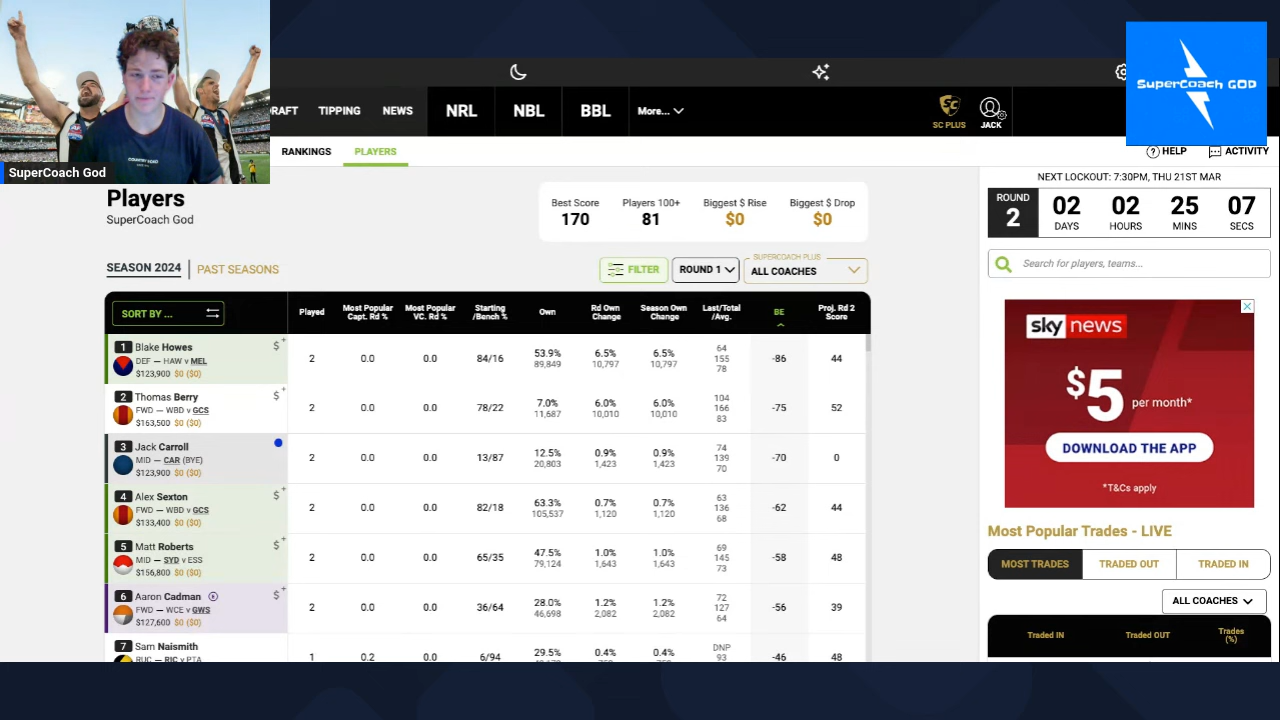 SuperCoach God
DRAFT TIPPING NEWS NRL NBL BBL More...
SC
SC PLUS JACK
SuperCoach GOD
RANKINGS PLAYERS
HELP ACTIVITY
Players
SuperCoach God
Best Score Players 100+ Biggest $ Rise Biggest $ Drop
170 81 $0 $0
SEASON 2024 PAST SEASONS
FILTER ROUND 1 SUPERCOACH PLUS ALL COACHES
SORT BY ... Played Most Popular Capt. Rd % Most Popular VC. Rd % Starting /Bench % Own Rd Own Change Season Own Change Last/Total /Avg. BE Proj. Rd 2 Score
1 Blake Howes $+
DEF — HAW v MEL
$123,900 $0 ($0)
2 0.0 0.0 84/16 53.9% 89,849 6.5% 10,797 6.5% 10,797 64 155 78 -86 44
2 Thomas Berry $+
FWD — WBD v GCS
$163,500 $0 ($0)
2 0.0 0.0 78/22 7.0% 11,687 6.0% 10,010 6.0% 10,010 104 166 83 -75 52
3 Jack Carroll
MID — CAR (BYE)
$123,900 $0 ($0)
2 0.0 0.0 13/87 12.5% 20,803 0.9% 1,423 0.9% 1,423 74 139 70 -70 0
4 Alex Sexton $+
FWD — WBD v GCS
$133,400 $0 ($0)
2 0.0 0.0 82/18 63.3% 105,537 0.7% 1,120 0.7% 1,120 63 136 68 -62 44
5 Matt Roberts $+
MID — SYD v ESS
$156,800 $0 ($0)
2 0.0 0.0 65/35 47.5% 79,124 1.0% 1,643 1.0% 1,643 69 145 73 -58 48
6 Aaron Cadman $+
FWD — WCE v GWS
$127,600 $0 ($0)
2 0.0 0.0 36/64 28.0% 46,698 1.2% 2,082 1.2% 2,082 72 127 64 -56 39
7 Sam Naismith
RUC — RIC v PTA
1 0.2 0.0 6/94 29.5% 0.4% 0.4% DNP 93 -46 48
NEXT LOCKOUT: 7:30PM, THU 21ST MAR
ROUND 2 02 DAYS 02 HOURS 25 MINS 07 SECS
Search for players, teams...
sky news
$5 per month*
DOWNLOAD THE APP
*T&Cs apply
Most Popular Trades - LIVE
MOST TRADES TRADED OUT TRADED IN
ALL COACHES
Traded IN Traded OUT Trades (%)